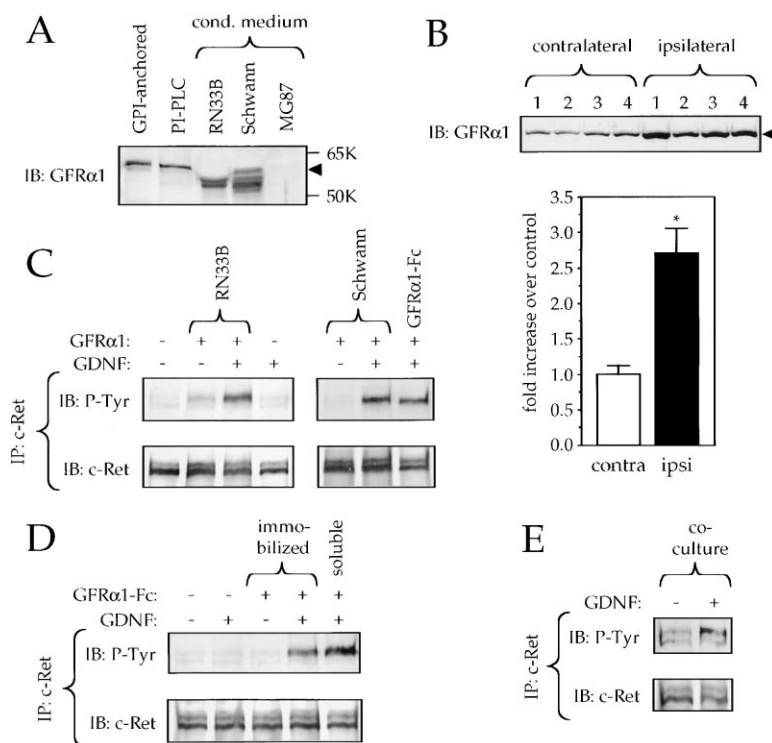 A
cond. medium
GPI-anchored
PI-PLC
RN33B
Schwann
MG87
IB: GFRα1
65K
50K
B
contralateral ipsilateral
1 2 3 4 1 2 3 4
IB: GFRα1
fold increase over control
3.5
3.0
2.5
2.0
1.5
1.0
0.5
0.0
*
contra ipsi
C
RN33B
Schwann
GFRα1-Fc
GFRα1: - + + - + + +
GDNF: - - + + - + +
IP: c-Ret
IB: P-Tyr
IB: c-Ret
D
immo-
bilized
soluble
GFRα1-Fc: - - + + +
GDNF: - + - + +
IP: c-Ret
IB: P-Tyr
IB: c-Ret
E
co-
culture
GDNF: - +
IP: c-Ret
IB: P-Tyr
IB: c-Ret